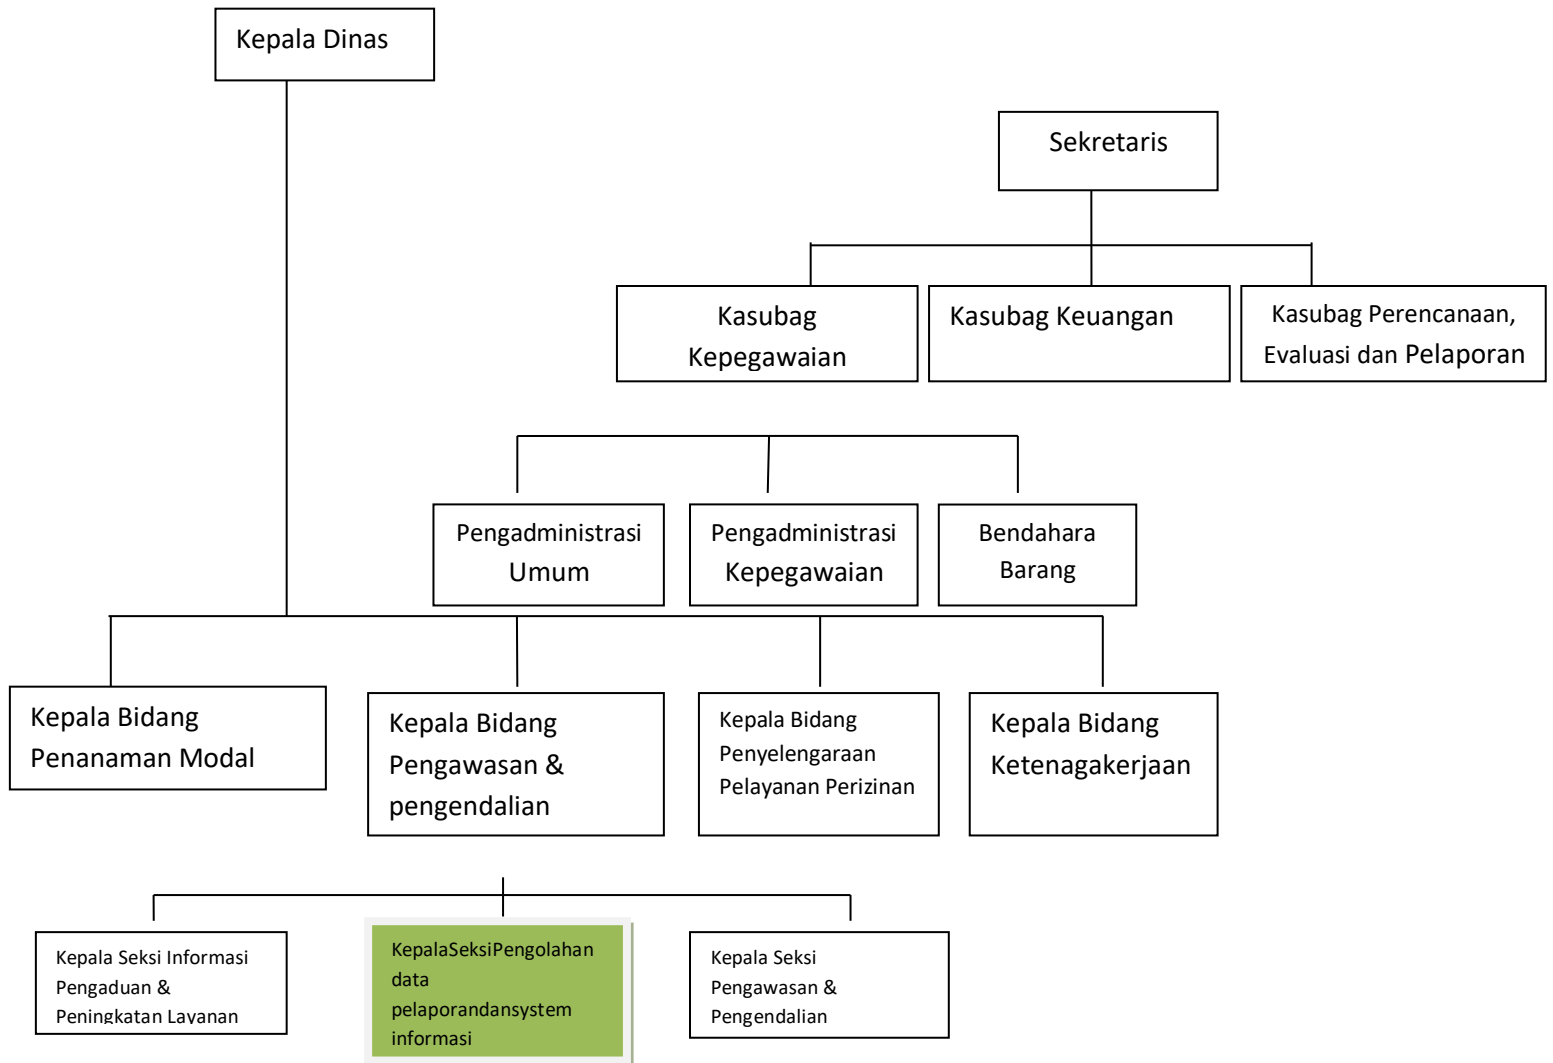 Kepala Dinas
Sekretaris
Kasubag
Kepegawaian
Kasubag Keuangan
Kasubag Perencanaan,
Evaluasi dan Pelaporan
Pengadministrasi
Umum
Pengadministrasi
Kepegawaian
Bendahara
Barang
Kepala Bidang
Penanaman Modal
Kepala Bidang
Pengawasan &
pengendalian
Kepala Bidang
Penyelengaraan
Pelayanan Perizinan
Kepala Bidang
Ketenagakerjaan
Kepala Seksi Informasi
Pengaduan &
Peningkatan Layanan
KepalaSeksiPengolahan
data
pelaporandansystem
informasi
Kepala Seksi
Pengawasan &
Pengendalian